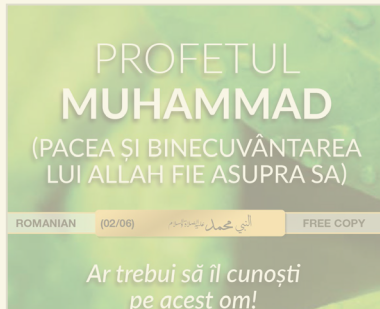 PROFETUL
MUHAMMAD
(PACEA ȘI BINECUVÂNTAREA
LUI ALLAH FIE ASUPRA SA)
ROMANIAN (02/06) النبي محمد FREE COPY
Ar trebui să îl cunoști
pe acest om!